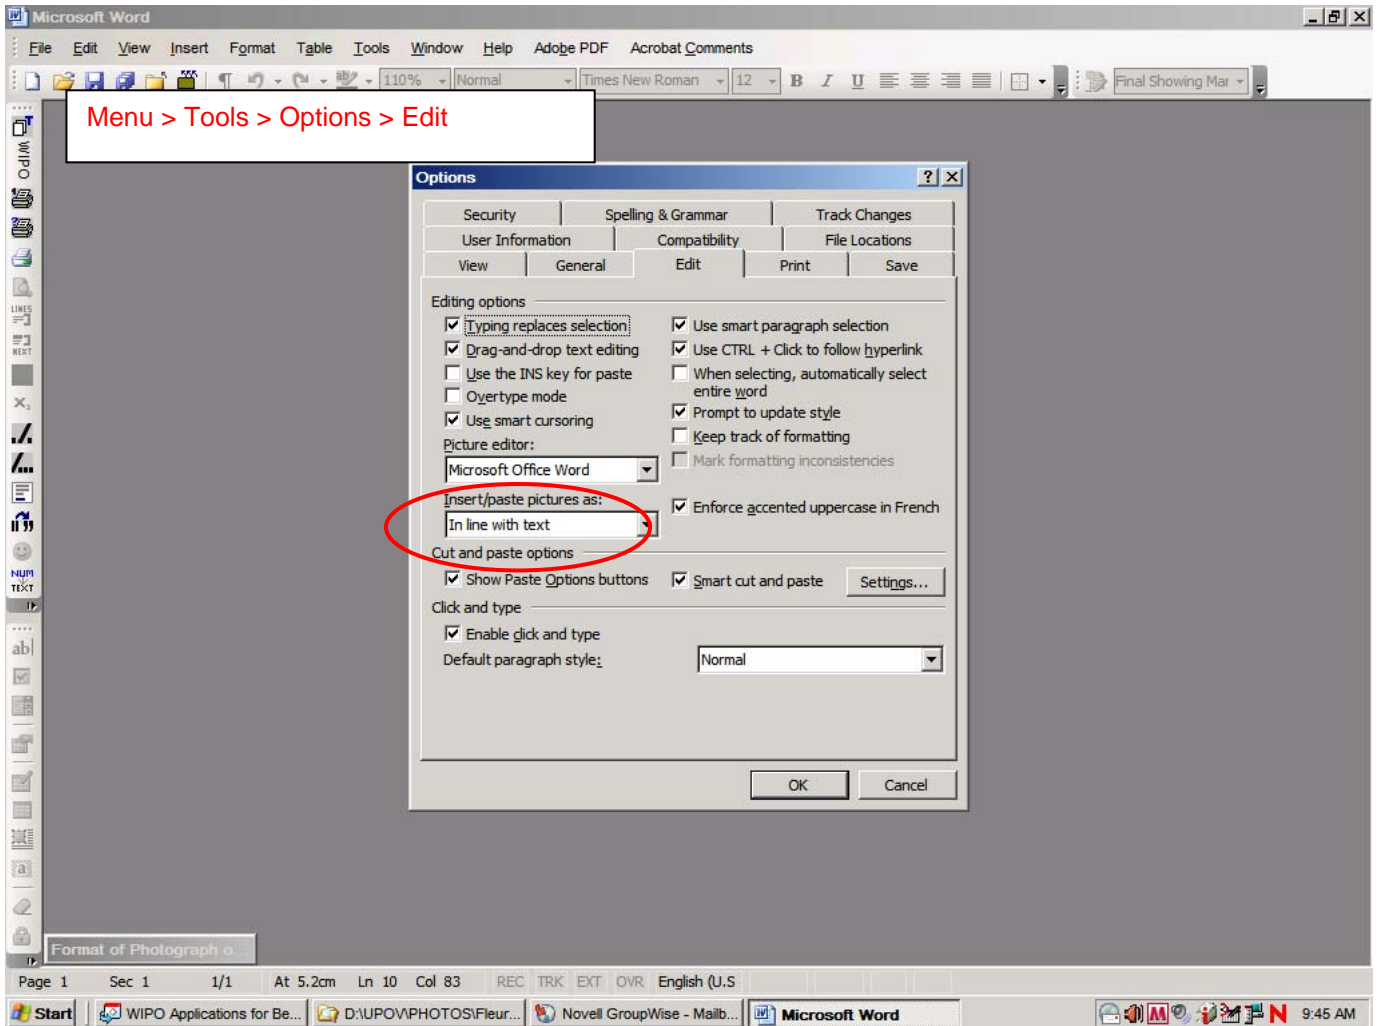 Microsoft Word
File Edit View Insert Format Table Tools Window Help Adobe PDF Acrobat Comments
110% Normal Times New Roman 12 B I U Final Showing Mar
Menu > Tools > Options > Edit
WIPO
LINES
NEXT
NUM
TEXT
ab
a
Options
Security Spelling & Grammar Track Changes
User Information Compatibility File Locations
View General Edit Print Save
Editing options
Typing replaces selection
Drag-and-drop text editing
Use the INS key for paste
Overtype mode
Use smart cursoring
Picture editor:
Microsoft Office Word
Insert/paste pictures as:
In line with text
Use smart paragraph selection
Use CTRL + Click to follow hyperlink
When selecting, automatically select
entire word
Prompt to update style
Keep track of formatting
Mark formatting inconsistencies
Enforce accented uppercase in French
Cut and paste options
Show Paste Options buttons Smart cut and paste Settings...
Click and type
Enable click and type
Default paragraph style: Normal
OK Cancel
Format of Photograph o...
Page 1 Sec 1 1/1 At 5.2cm Ln 10 Col 83 REC TRK EXT OVR English (U.S
Start WIPO Applications for Be... D:\UPOV\PHOTOS\Fleur... Novell GroupWise - Mailb... Microsoft Word 9:45 AM